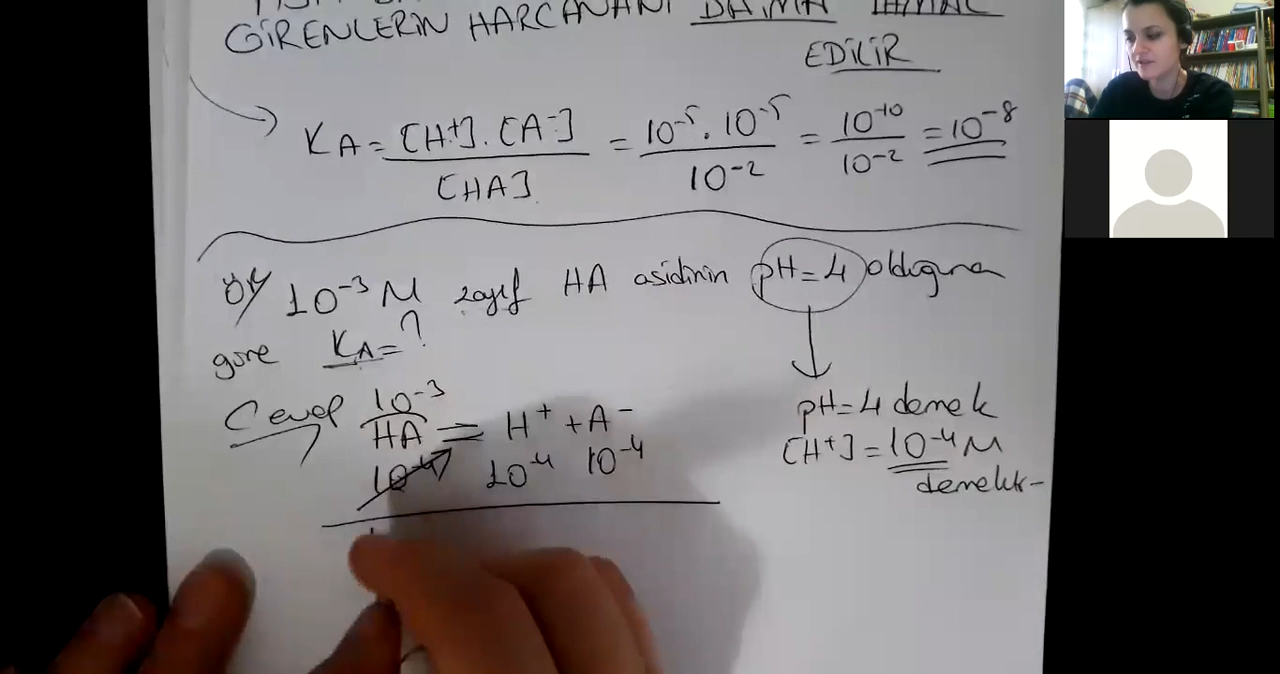 GİRENLERİN HARCANANI DAİMA İHMAL
EDİLİR
KA = [H+].[A-] / [HA] = 10⁻⁵.10⁻⁵ / 10⁻² = 10⁻¹⁰ / 10⁻² = 10⁻⁸
ÖR/ 10⁻³ M zayıf HA asidinin pH=4 olduğuna
göre KA=?
pH=4 demek
[H+] = 10⁻⁴ M
demektir
Cevap 10⁻³
HA = H⁺ + A⁻
10⁻⁴ 10⁻⁴ 10⁻⁴